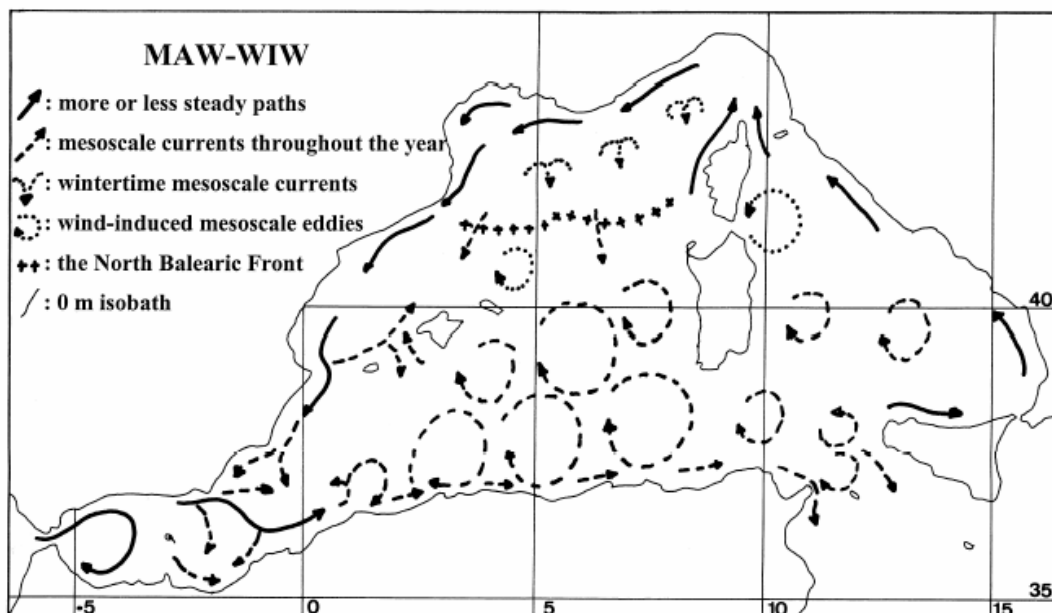 MAW-WIW
: more or less steady paths
: mesoscale currents throughout the year
: wintertime mesoscale currents
: wind-induced mesoscale eddies
: the North Balearic Front
: 0 m isobath
40
35
-5 0 5 10 15